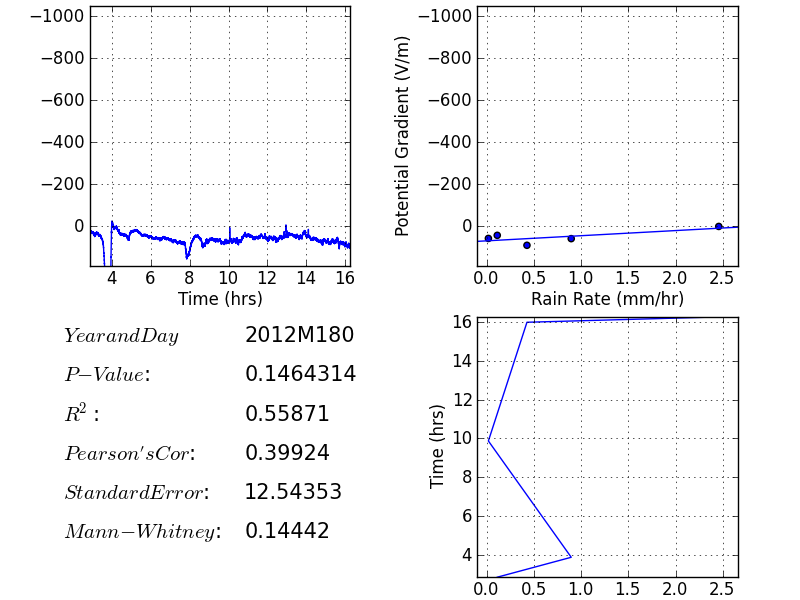 −1000
−800
−600
−400
−200
0
4 6 8 10 12 14 16
Time (hrs)
Potential Gradient (V/m)
−1000
−800
−600
−400
−200
0
0.0 0.5 1.0 1.5 2.0 2.5
Rain Rate (mm/hr)
YearandDay 2012M180
P−Value: 0.1464314
R²: 0.55871
Pearson'sCor: 0.39924
StandardError: 12.54353
Mann−Whitney: 0.14442
Time (hrs)
16
14
12
10
8
6
4
0.0 0.5 1.0 1.5 2.0 2.5